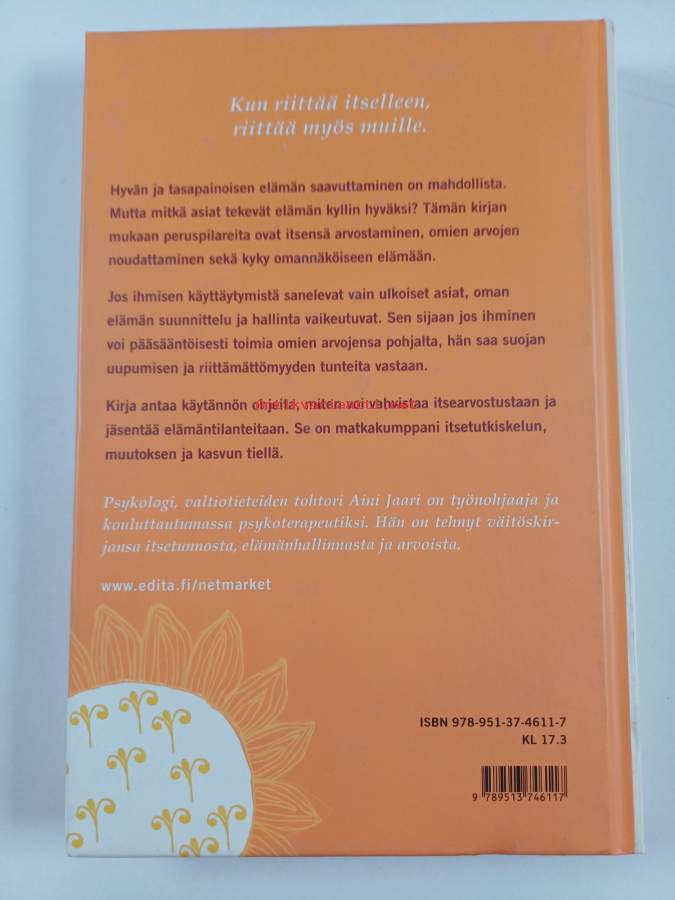 Kun riittää itselleen,
riittää myös muille.
Hyvän ja tasapainoisen elämän saavuttaminen on mahdollista.
Mutta mitkä asiat tekevät elämän kyllin hyväksi? Tämän kirjan
mukaan peruspilareita ovat itsensä arvostaminen, omien arvojen
noudattaminen sekä kyky omannäköiseen elämään.
Jos ihmisen käyttäytymistä sanelevat vain ulkoiset asiat, oman
elämän suunnittelu ja hallinta vaikeutuvat. Sen sijaan jos ihminen
voi pääsääntöisesti toimia omien arvojensa pohjalta, hän saa suojan
uupumisen ja riittämättömyyden tunteita vastaan.
Kirja antaa käytännön ohjeita, miten voi vahvistaa itsearvostustaan ja
jäsentää elämäntilanteitaan. Se on matkakumppani itsetutkiskelun,
muutoksen ja kasvun tiellä.
Psykologi, valtiotieteiden tohtori Aini Jaari on työnohjaaja ja
kouluttautumassa psykoterapeutiksi. Hän on tehnyt väitöskir-
jansa itsetunnosta, elämänhallinnasta ja arvoista.
www.edita.fi/netmarket
ISBN 978-951-37-4611-7
KL 17.3
9 789513 746117